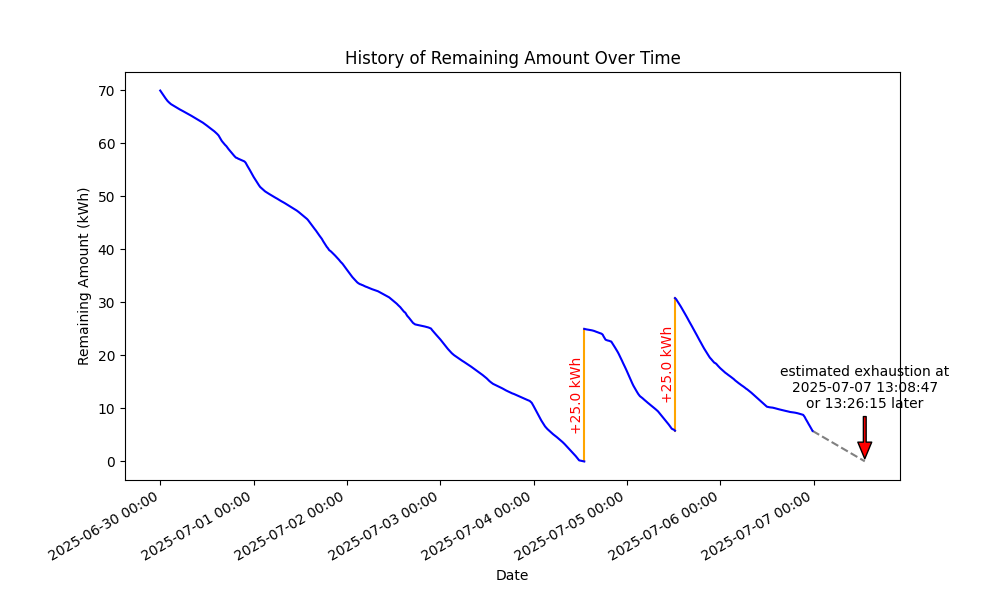 History of Remaining Amount Over Time
Remaining Amount (kWh)
70
60
50
40
30
20
10
0
+25.0 kWh
+25.0 kWh
estimated exhaustion at
2025-07-07 13:08:47
or 13:26:15 later
2025-06-30 00:00
2025-07-01 00:00
2025-07-02 00:00
2025-07-03 00:00
2025-07-04 00:00
2025-07-05 00:00
2025-07-06 00:00
2025-07-07 00:00
Date